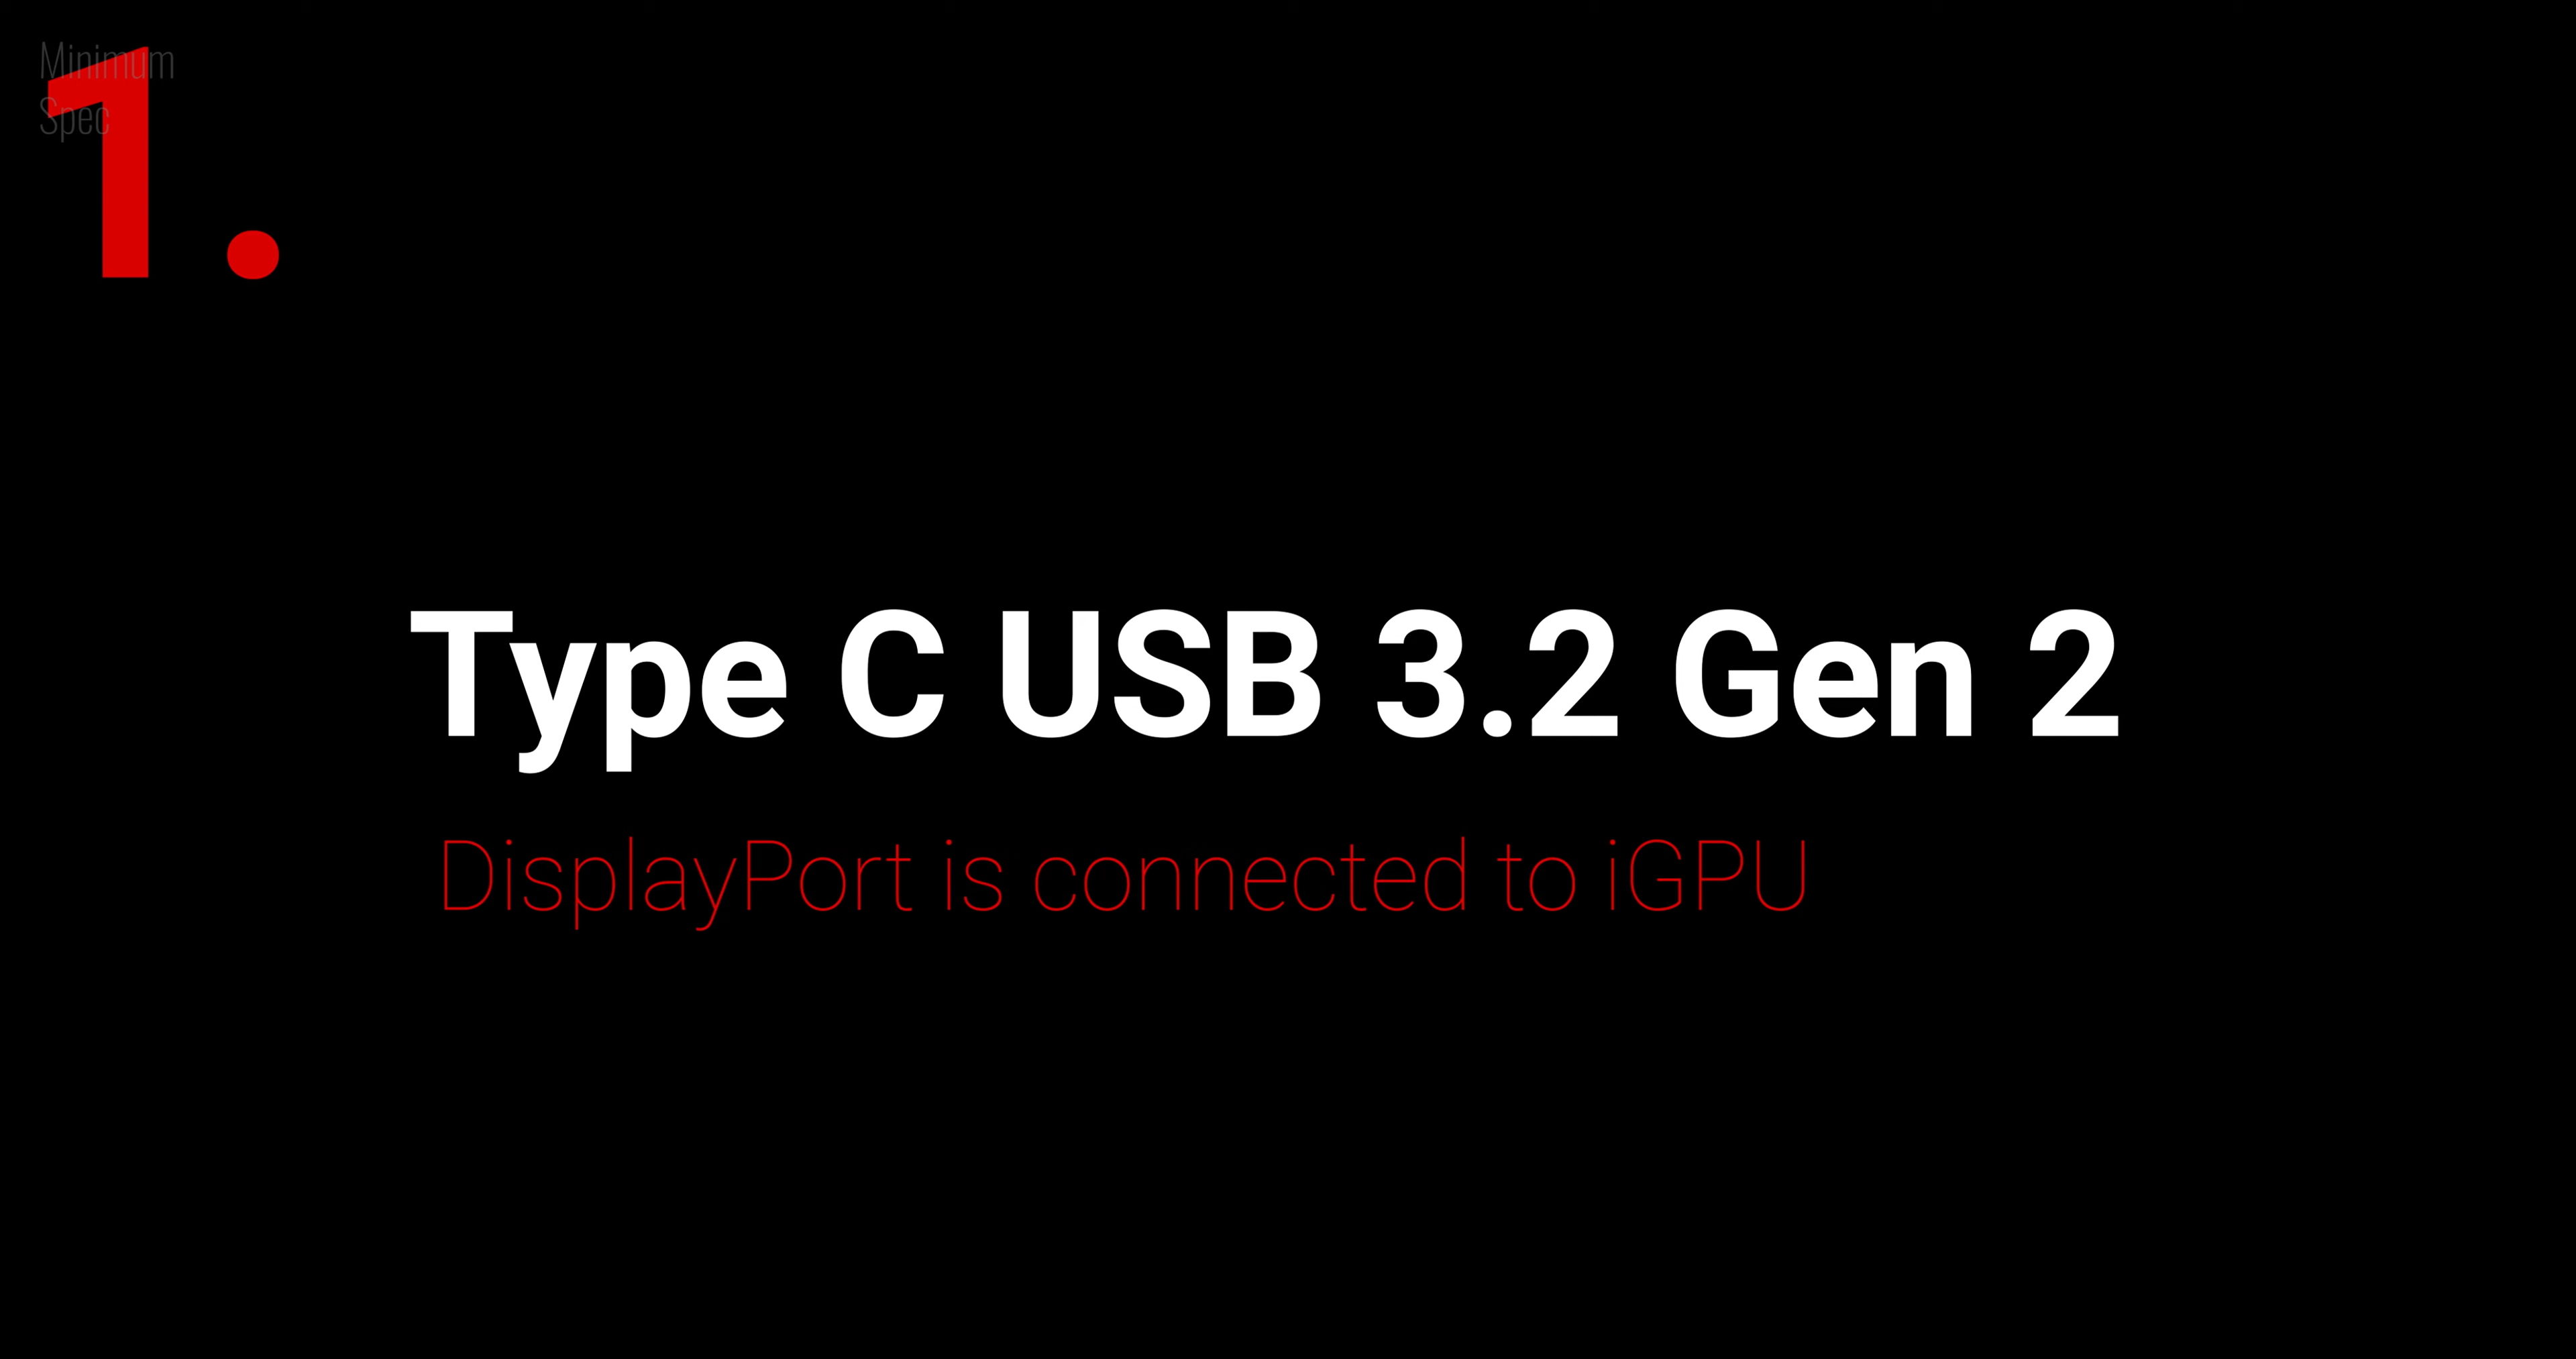 Minimum
Spec
1.
Type C USB 3.2 Gen 2
DisplayPort is connected to iGPU